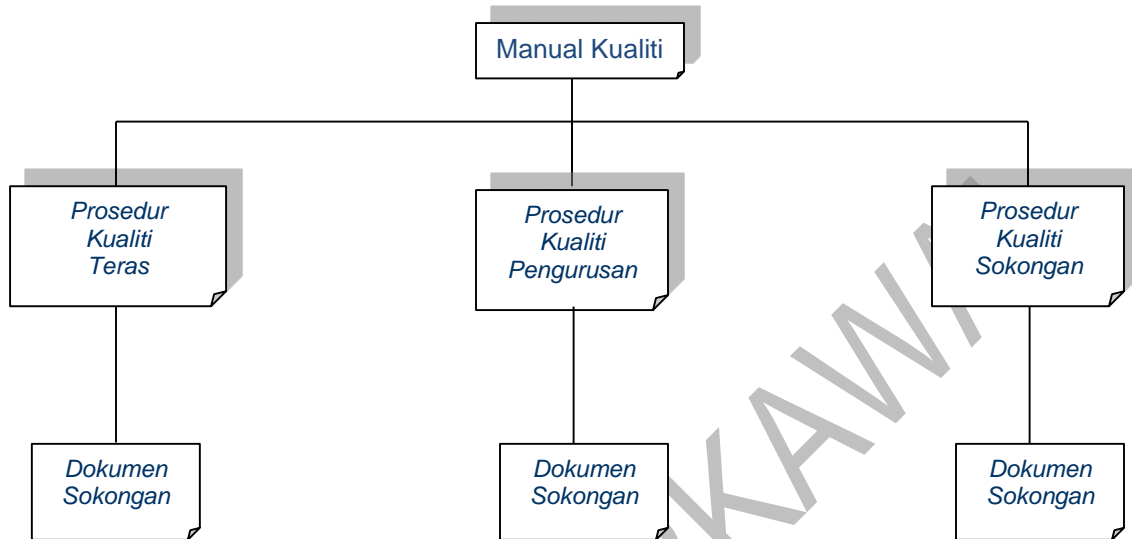 Manual Kualiti
Prosedur
Kualiti
Teras
Prosedur
Kualiti
Pengurusan
Prosedur
Kualiti
Sokongan
Dokumen
Sokongan
Dokumen
Sokongan
Dokumen
Sokongan